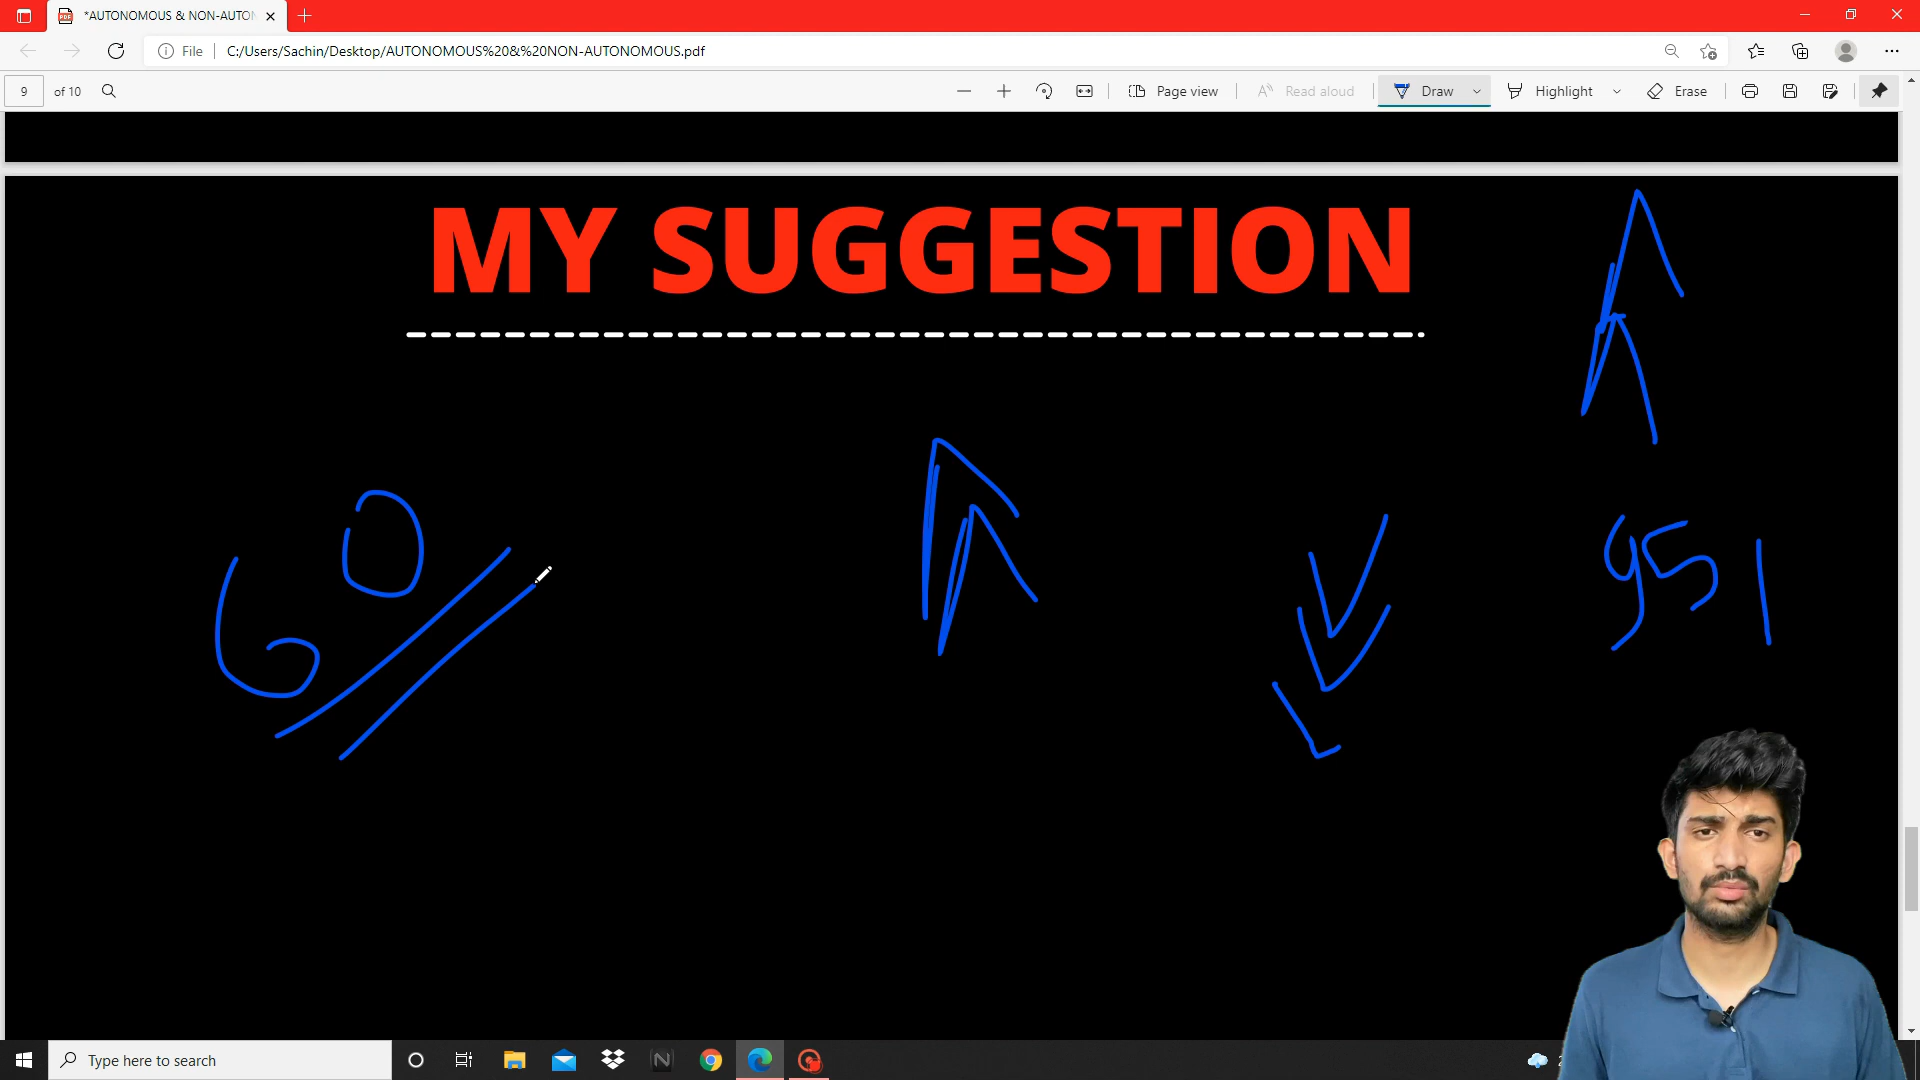 *AUTONOMOUS & NON-AUTON
File
C:/Users/Sachin/Desktop/AUTONOMOUS%20&%20NON-AUTONOMOUS.pdf
9 of 10
Page view
Read aloud
Draw
Highlight
Erase
MY SUGGESTION
60
951
Type here to search